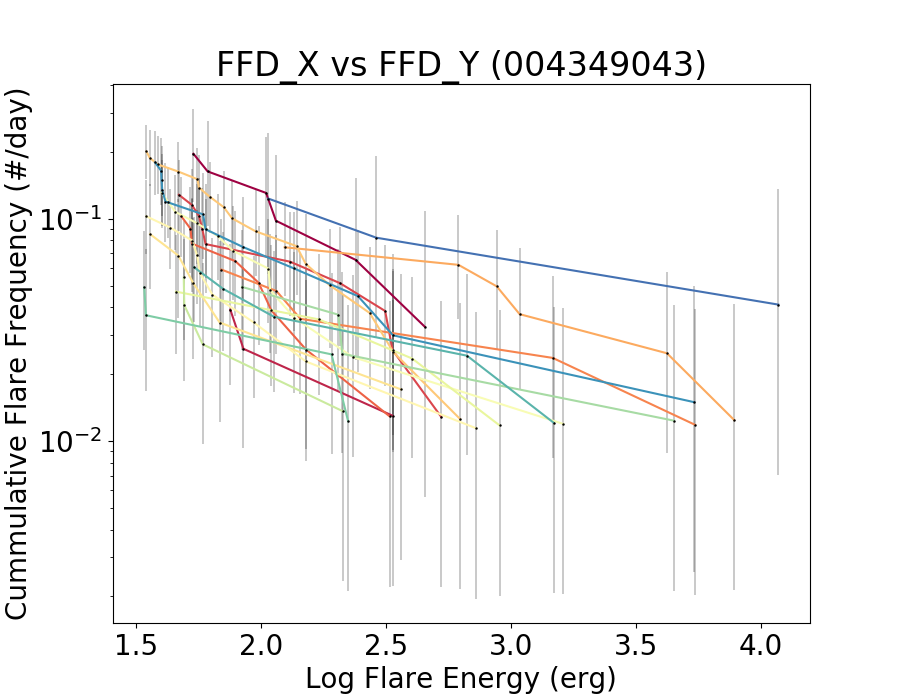 FFD_X vs FFD_Y (004349043)
Cummulative Flare Frequency (#/day)
10⁻¹
10⁻²
1.5 2.0 2.5 3.0 3.5 4.0
Log Flare Energy (erg)